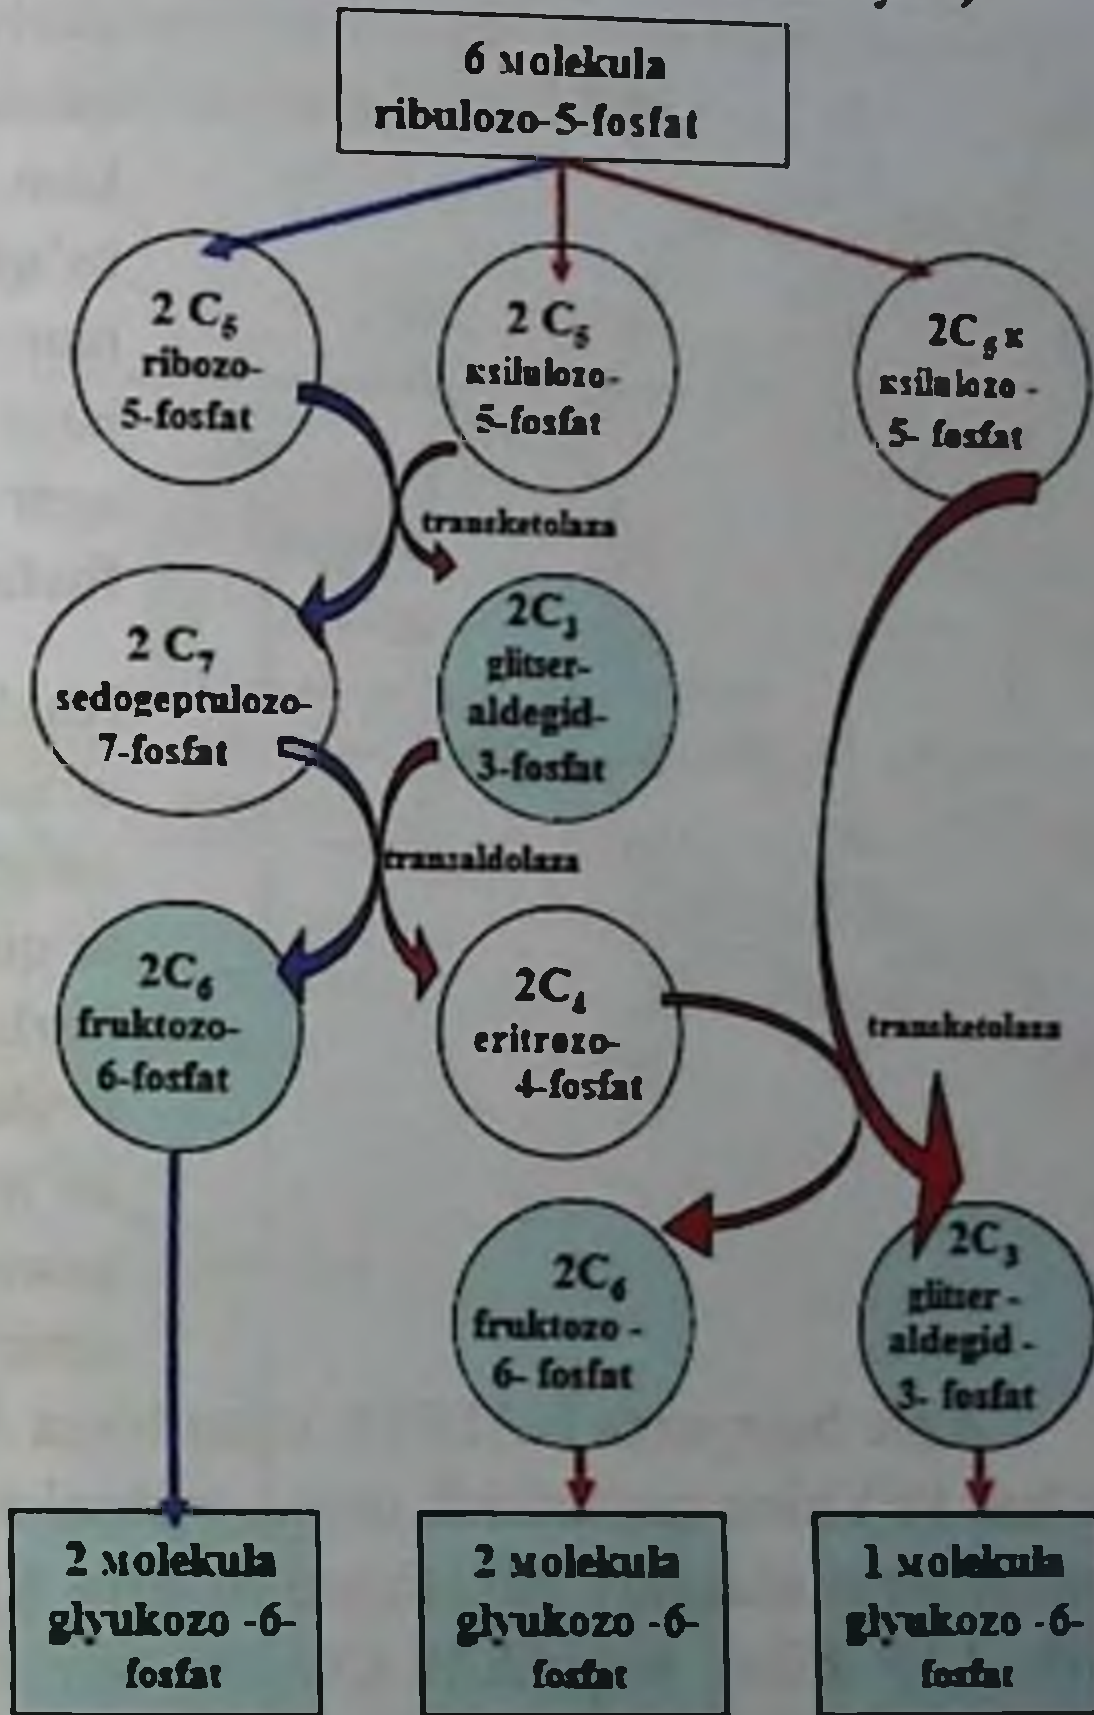 6 Molekula
ribulozo-5-fosfat
2 C5
ribozo-
5-fosfat
2 C5
ksilulozo-
5-fosfat
2C5 x
ksilulozo -
5- fosfat
transketolaza
2 C7
sedogeptulozo-
7-fosfat
2C3
glitser-
aldegid-
3-fosfat
transaldolaza
2C6
fruktozo-
6-fosfat
2C4
eritrozo-
4-fosfat
transketolaza
2C6
fruktozo -
6- fosfat
2C3
glitser -
aldegid -
3- fosfat
2 Molekula
glyukozo -6-
fosfat
2 Molekula
glyukozo -6-
fosfat
1 Molekula
glyukozo -6-
fosfat